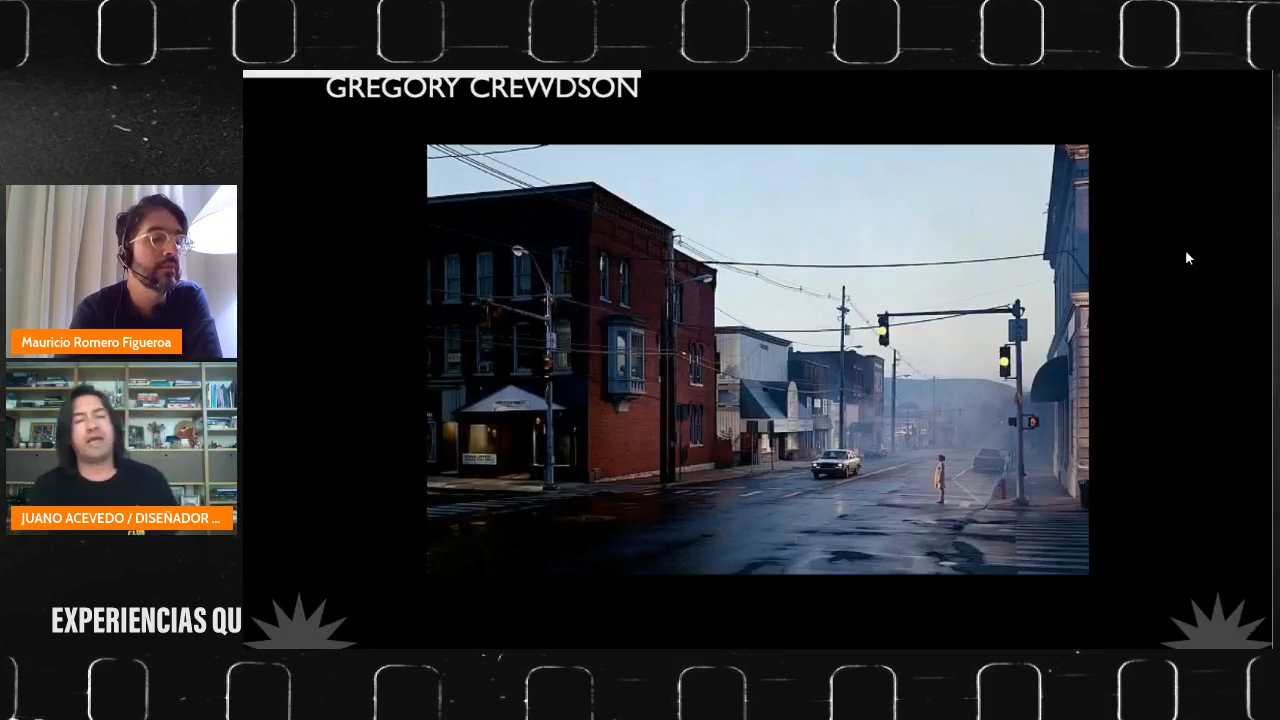 GREGORY CREWDSON
Mauricio Romero Figueroa
JUANO ACEVEDO / DISEÑADOR ...
EXPERIENCIAS QU